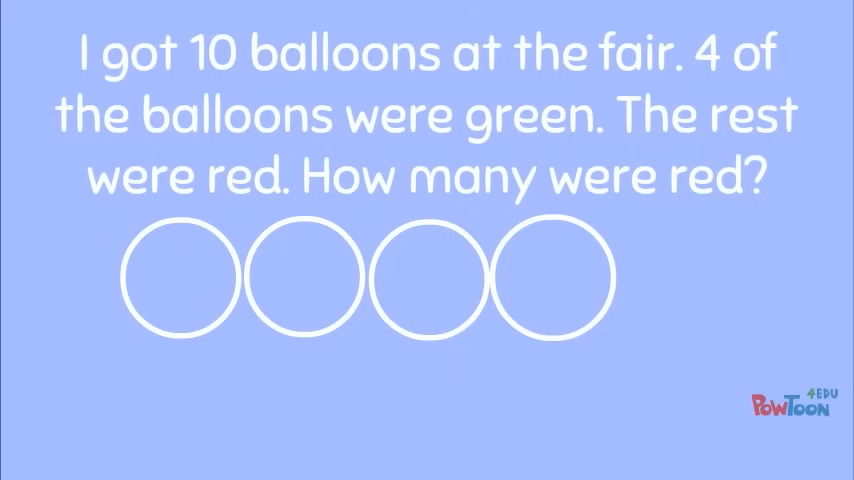 I got 10 balloons at the fair. 4 of
the balloons were green. The rest
were red. How many were red?
4EDU
POWTOON